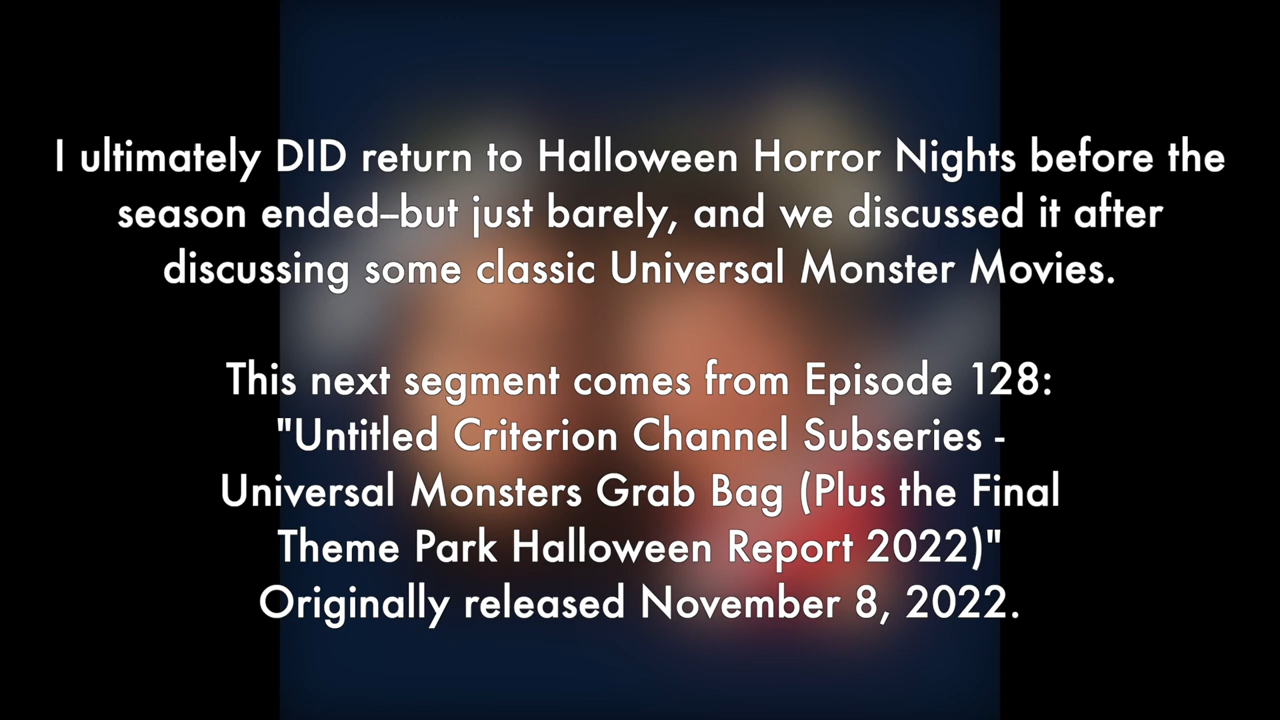 I ultimately DID return to Halloween Horror Nights before the
season ended–but just barely, and we discussed it after
discussing some classic Universal Monster Movies.
This next segment comes from Episode 128:
"Untitled Criterion Channel Subseries -
Universal Monsters Grab Bag (Plus the Final
Theme Park Halloween Report 2022)"
Originally released November 8, 2022.